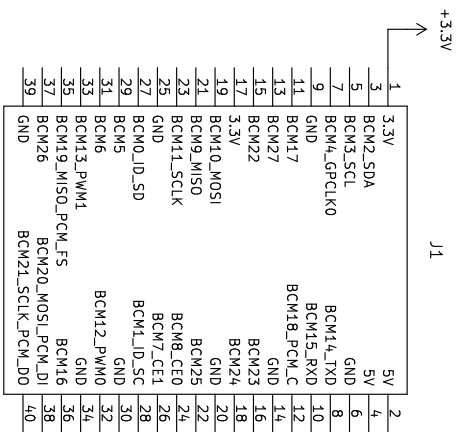 +3.3V
J1
1 3.3V 5V 2
3 BCM2_SDA 5V 4
5 BCM3_SCL GND 6
7 BCM4_GPCLK0 BCM14_TXD 8
9 GND BCM15_RXD 10
11 BCM17 BCM18_PCM_C 12
13 BCM27 GND 14
15 BCM22 BCM23 16
17 3.3V BCM24 18
19 BCM10_MOSI GND 20
21 BCM9_MISO BCM25 22
23 BCM11_SCLK BCM8_CE0 24
25 GND BCM7_CE1 26
27 BCM0_ID_SD BCM1_ID_SC 28
29 BCM5 GND 30
31 BCM6 BCM12_PWM0 32
33 BCM13_PWM1 GND 34
35 BCM19_MISO_PCM_FS BCM16 36
37 BCM26 BCM20_MOSI_PCM_DI 38
39 GND BCM21_SCLK_PCM_DO 40